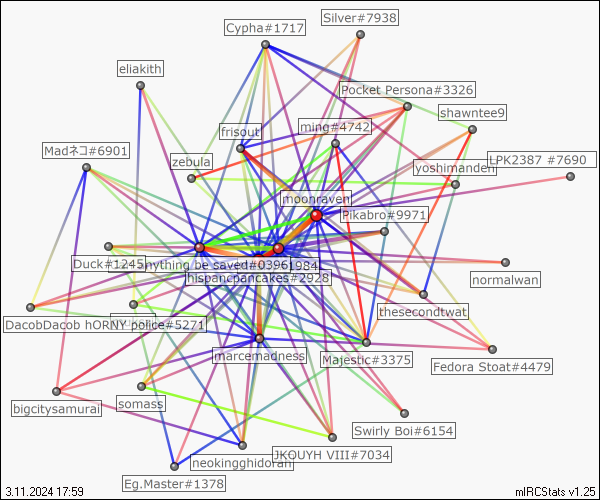 Silver#7938
Cypha#1717
eliakith
Pocket Persona#3326
shawntee9
frisout
ming#4742
Madネコ#6901
zebula
yoshimanden
LPK2387 #7690
moonraven
Pikabro#9971
Duck#1245
nything be saved#0396
1984
hispancpancakes#2928
normalwan
thesecondtwat
DacobDacob hORNY police#5271
marcemadness
Majestic#3375
Fedora Stoat#4479
bigcitysamurai
somass
Swirly Boi#6154
neokingghidorah
JKOUYH VIII#7034
Eg.Master#1378
3.11.2024 17:59
mIRCStats v1.25